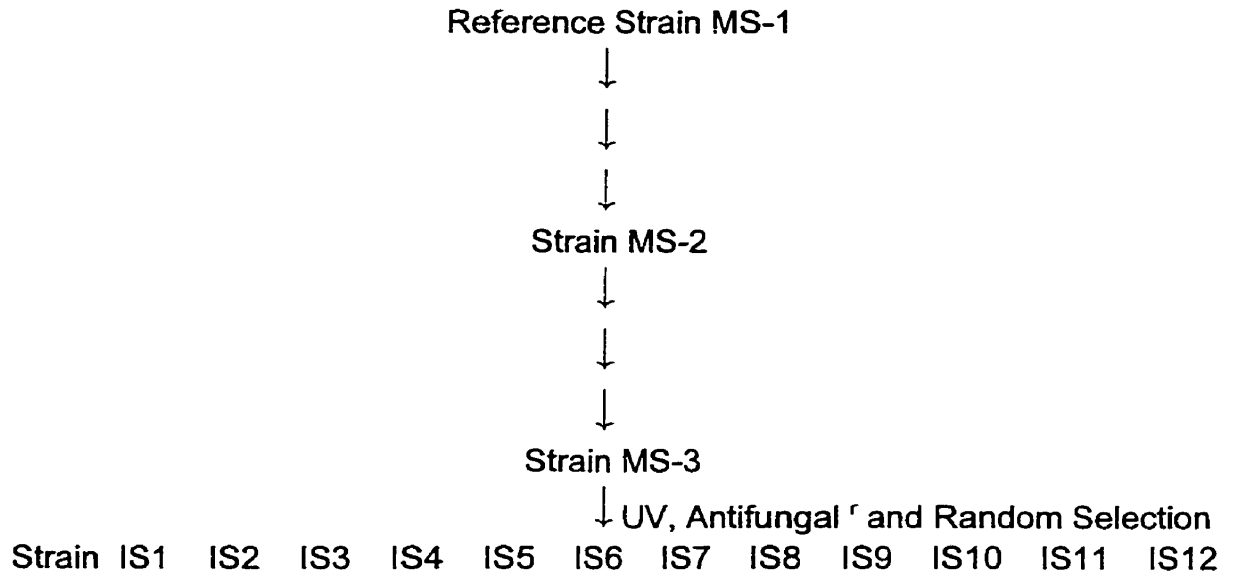 Reference Strain MS-1
↓
↓
↓
Strain MS-2
↓
↓
↓
Strain MS-3
↓ UV, Antifungal ʳ and Random Selection
Strain IS1 IS2 IS3 IS4 IS5 IS6 IS7 IS8 IS9 IS10 IS11 IS12